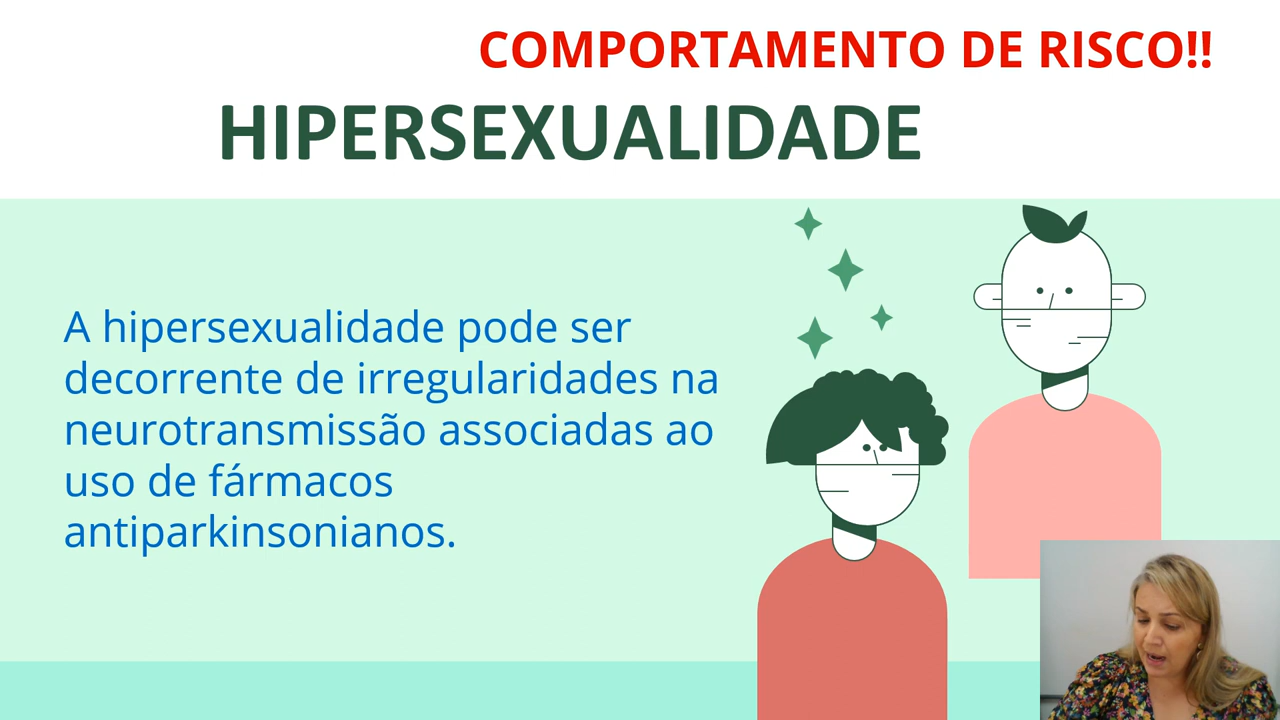 COMPORTAMENTO DE RISCO!!
HIPERSEXUALIDADE
A hipersexualidade pode ser
decorrente de irregularidades na
neurotransmissão associadas ao
uso de fármacos
antiparkinsonianos.